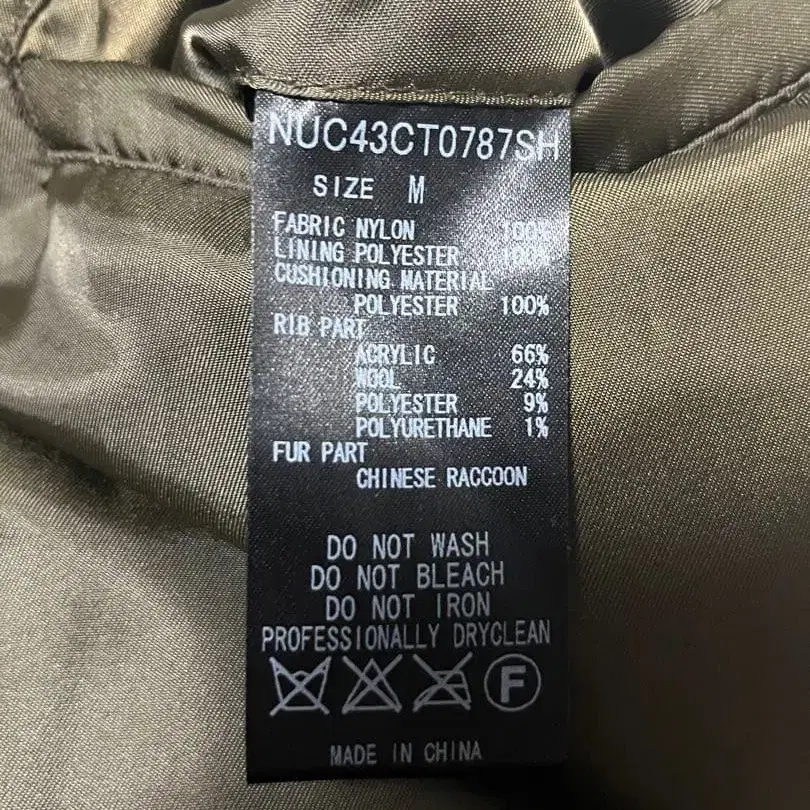 NUC43CT0787SH
SIZE M
FABRIC NYLON 100%
LINING POLYESTER 100%
CUSHIONING MATERIAL
POLYESTER 100%
RIB PART
ACRYLIC 66%
WOOL 24%
POLYESTER 9%
POLYURETHANE 1%
FUR PART
CHINESE RACCOON
DO NOT WASH
DO NOT BLEACH
DO NOT IRON
PROFESSIONALLY DRYCLEAN
F
MADE IN CHINA